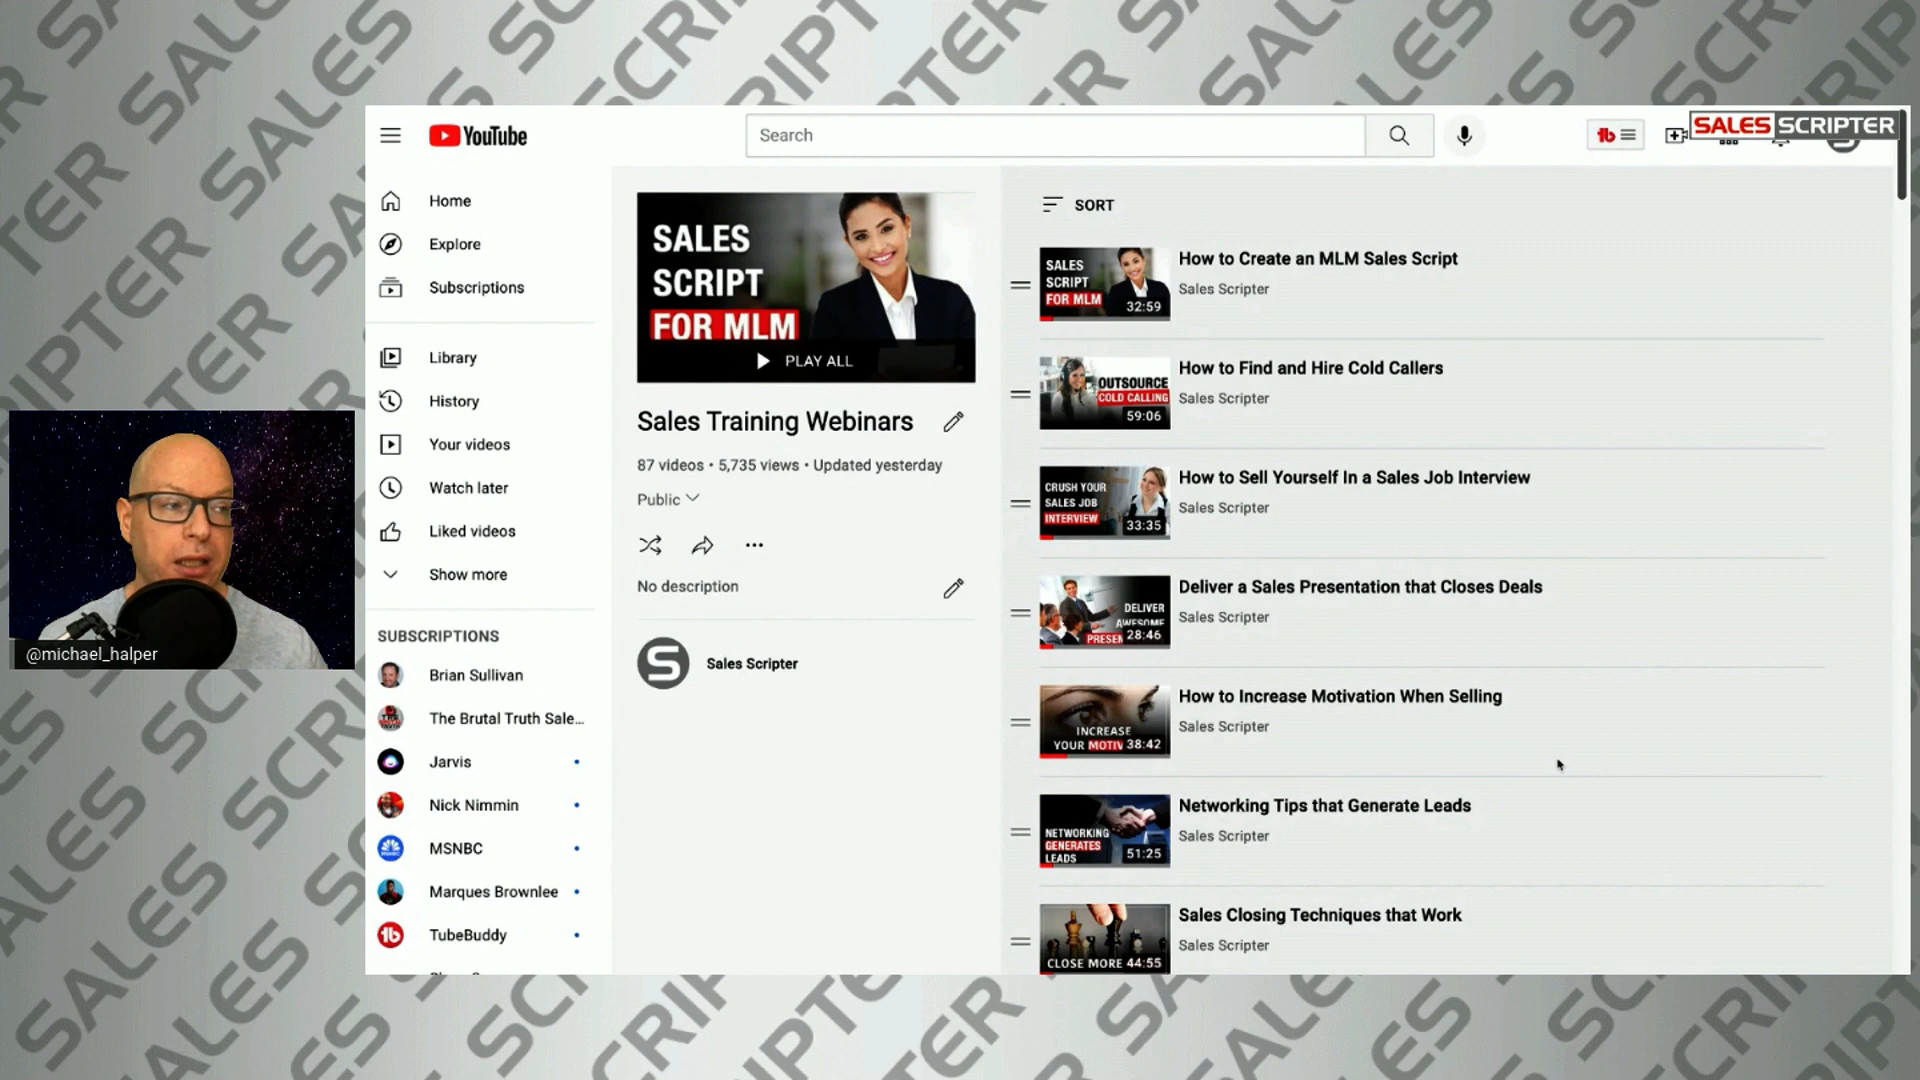 YouTube
Search
SALES SCRIPTER
Home
Explore
Subscriptions
Library
History
Your videos
Watch later
Liked videos
Show more
SUBSCRIPTIONS
Brian Sullivan
The Brutal Truth Sale...
Jarvis
Nick Nimmin
MSNBC
Marques Brownlee
TubeBuddy
SALES
SCRIPT
FOR MLM
PLAY ALL
Sales Training Webinars
87 videos • 5,735 views • Updated yesterday
Public
No description
Sales Scripter
SORT
SALES
SCRIPT
FOR MLM
32:59
How to Create an MLM Sales Script
Sales Scripter
OUTSOURCE
COLD CALLING
59:06
How to Find and Hire Cold Callers
Sales Scripter
CRUSH YOUR
SALES JOB
INTERVIEW
33:35
How to Sell Yourself In a Sales Job Interview
Sales Scripter
DELIVER
AWESOME
PRESEN 28:46
Deliver a Sales Presentation that Closes Deals
Sales Scripter
INCREASE
YOUR MOTIV 38:42
How to Increase Motivation When Selling
Sales Scripter
NETWORKING
GENERATES
LEADS
51:25
Networking Tips that Generate Leads
Sales Scripter
CLOSE MORE 44:55
Sales Closing Techniques that Work
Sales Scripter
@michael_halper